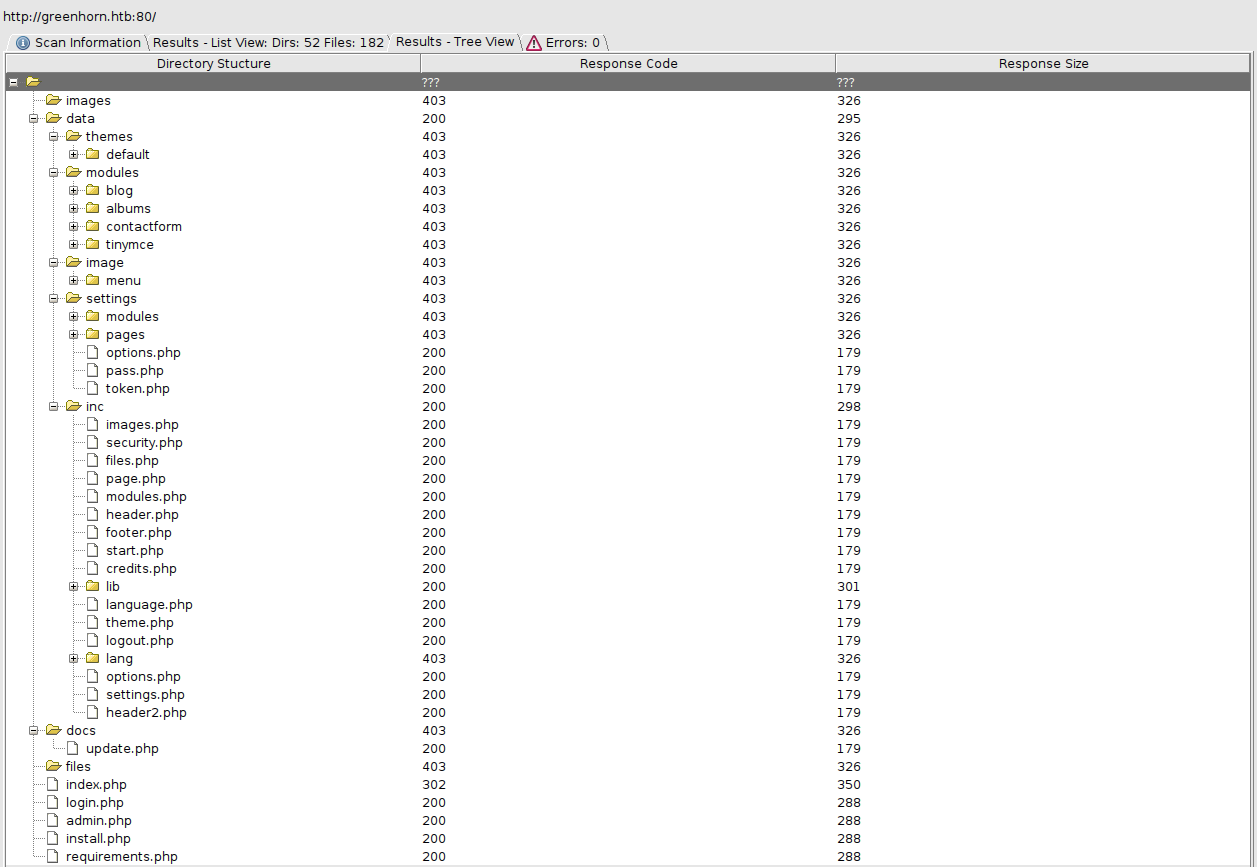 http://greenhorn.htb:80/
Scan Information Results - List View: Dirs: 52 Files: 182 Results - Tree View Errors: 0
Directory Stucture Response Code Response Size
??? ???
images 403 326
data 200 295
themes 403 326
default 403 326
modules 403 326
blog 403 326
albums 403 326
contactform 403 326
tinymce 403 326
image 403 326
menu 403 326
settings 403 326
modules 403 326
pages 403 326
options.php 200 179
pass.php 200 179
token.php 200 179
inc 200 298
images.php 200 179
security.php 200 179
files.php 200 179
page.php 200 179
modules.php 200 179
header.php 200 179
footer.php 200 179
start.php 200 179
credits.php 200 179
lib 200 301
language.php 200 179
theme.php 200 179
logout.php 200 179
lang 403 326
options.php 200 179
settings.php 200 179
header2.php 200 179
docs 403 326
update.php 200 179
files 403 326
index.php 302 350
login.php 200 288
admin.php 200 288
install.php 200 288
requirements.php 200 288